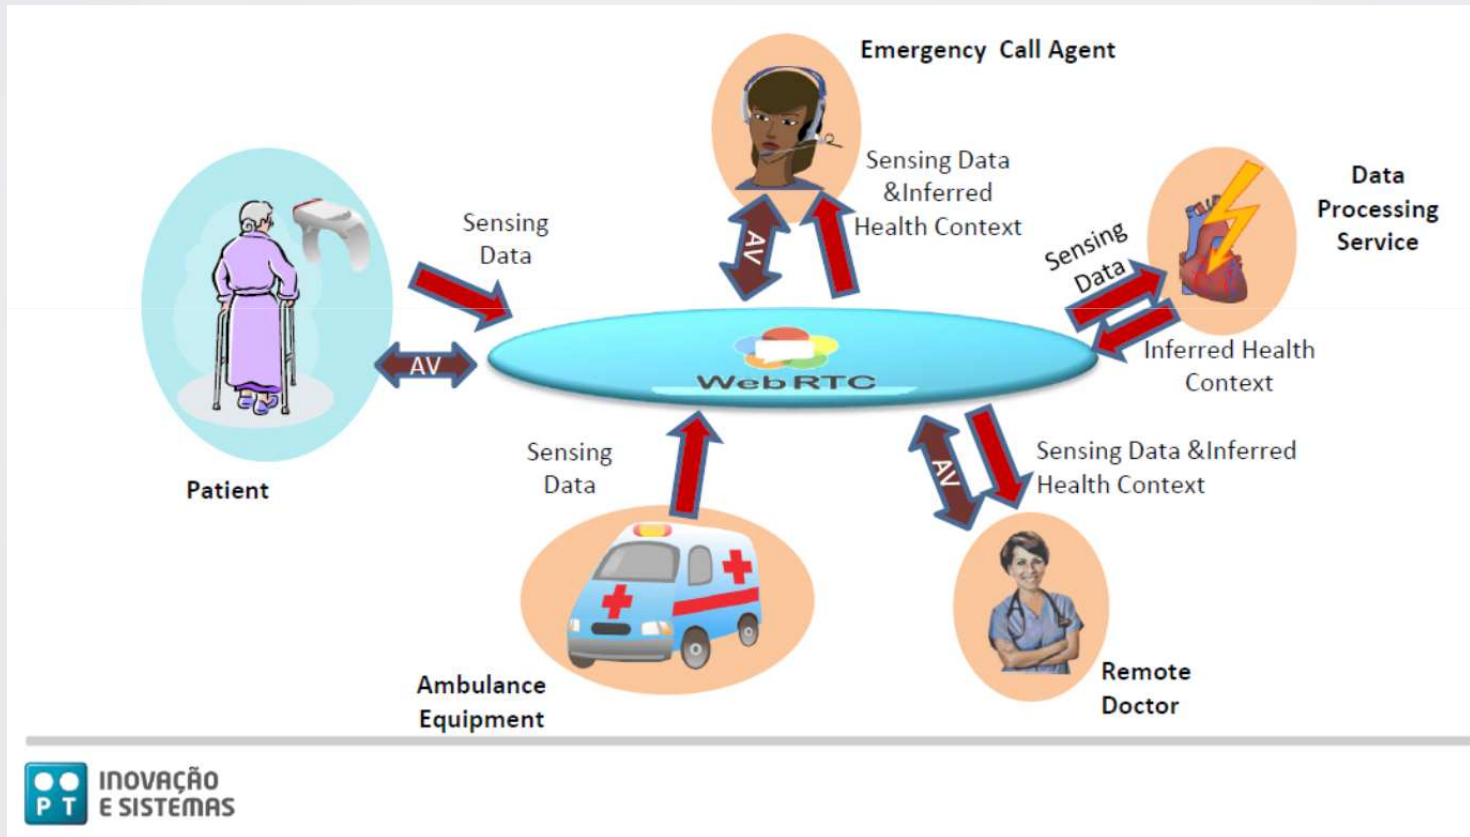 Emergency Call Agent
Sensing Data
&Inferred
Health Context
Data
Processing
Service
Sensing
Data
Sensing
Data
AV
AV
Inferred Health
Context
WebRTC
Patient
Sensing
Data
AV
Sensing Data &Inferred
Health Context
Ambulance
Equipment
Remote
Doctor
PT
INOVAÇÃO
E SISTEMAS